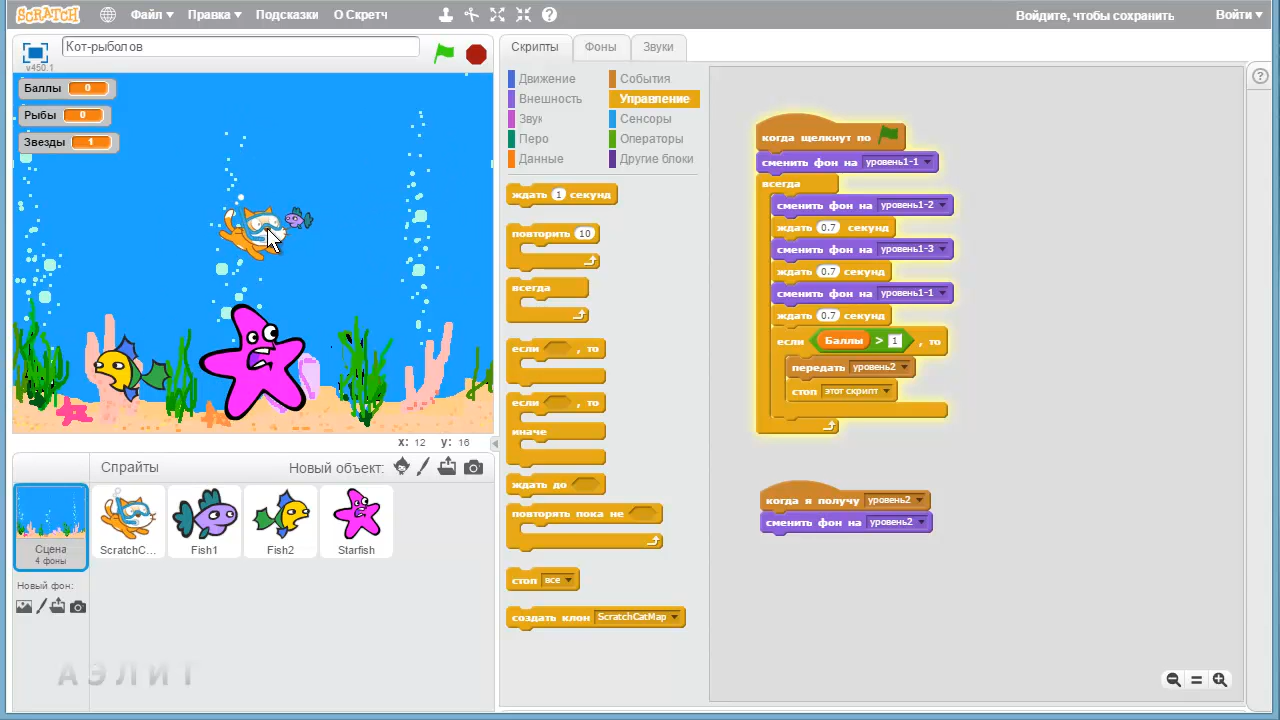 SCRATCH Файл Правка Подсказки О Скретч Войдите, чтобы сохранить Войти
Кот-рыболов
v450.1
Баллы 0
Рыбы 0
Звезды 1
x: 12 y: 16
Спрайты Новый объект:
Сцена
4 фоны
ScratchC... Fish1 Fish2 Starfish
Новый фон:
АЭЛИТ
Скрипты Фоны Звуки
Движение События
Внешность Управление
Звук Сенсоры
Перо Операторы
Данные Другие блоки
ждать 1 секунд
повторить 10
всегда
если , то
если , то
иначе
ждать до
повторять пока не
стоп все
создать клон ScratchCatMap
когда щелкнут по
сменить фон на уровень1-1
всегда
сменить фон на уровень1-2
ждать 0.7 секунд
сменить фон на уровень1-3
ждать 0.7 секунд
сменить фон на уровень1-1
ждать 0.7 секунд
если Баллы > 1 , то
передать уровень2
стоп этот скрипт
когда я получу уровень2
сменить фон на уровень2
?